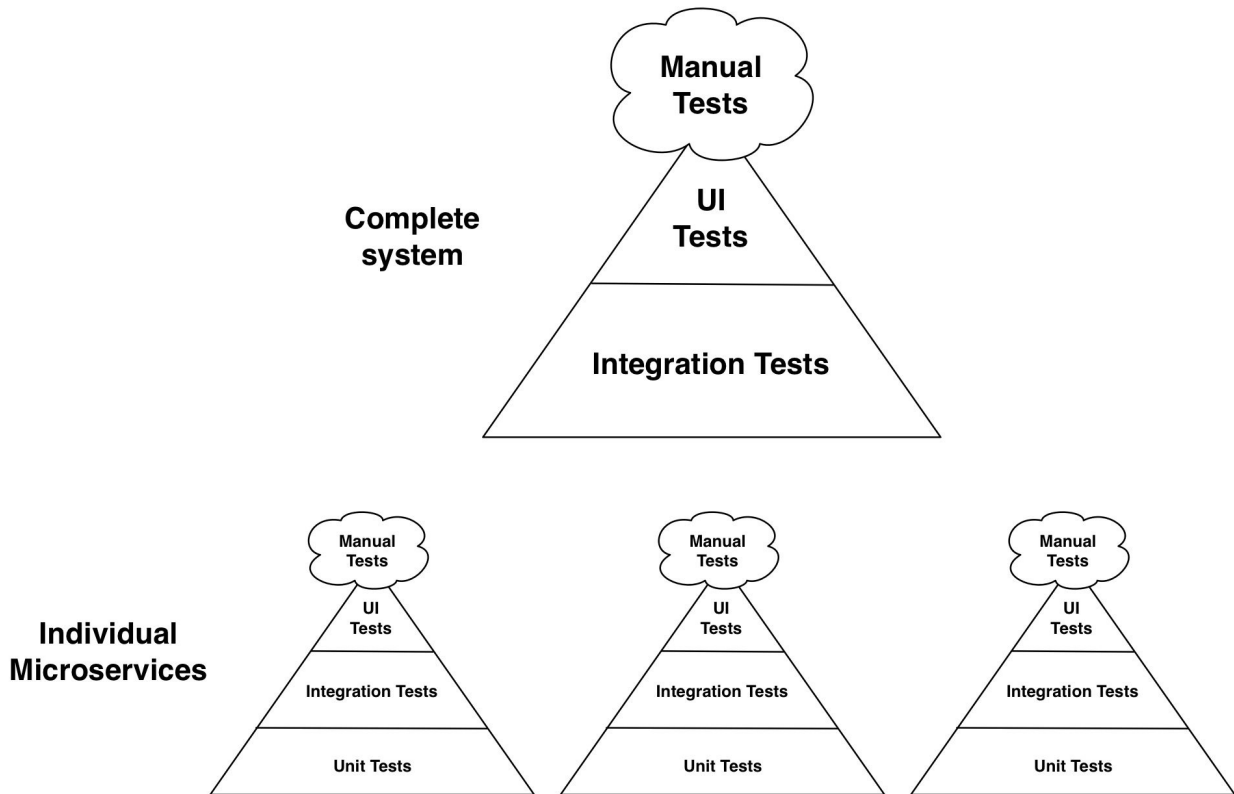 Manual
Tests
UI
Tests
Complete
system
Integration Tests
Manual
Tests
Manual
Tests
Manual
Tests
UI
Tests
UI
Tests
UI
Tests
Individual
Microservices
Integration Tests
Integration Tests
Integration Tests
Unit Tests
Unit Tests
Unit Tests